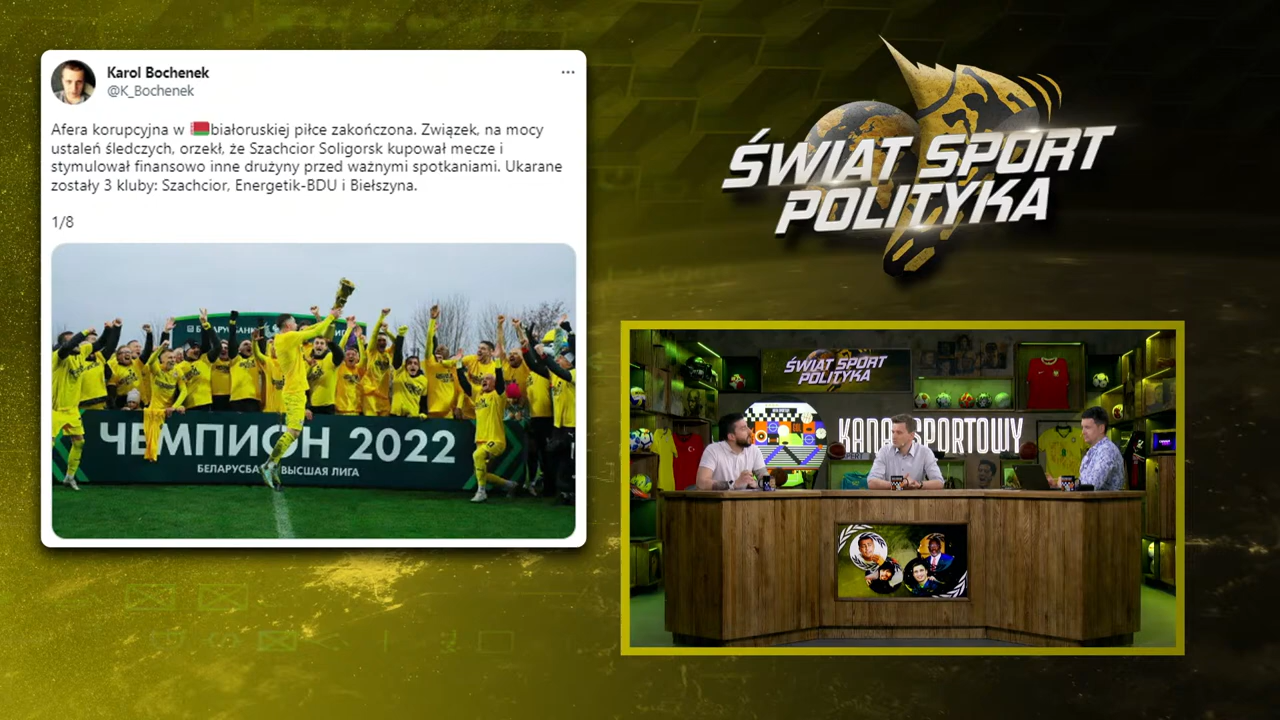 Karol Bochenek
@K_Bochenek
Afera korupcyjna w 🇧🇾białoruskiej piłce zakończona. Związek, na mocy
ustaleń śledczych, orzekł, że Szachcior Soligorsk kupował mecze i
stymulował finansowo inne drużyny przed ważnymi spotkaniami. Ukarane
zostały 3 kluby: Szachcior, Energetik-BDU i Biełszyna.
1/8
ЧЕМПИОН 2022
БЕЛАРУСБАНК ВЫСШАЯ ЛИГА
ŚWIAT SPORT
POLITYKA
ŚWIAT SPORT
POLITYKA
KANAŁ SPORTOWY